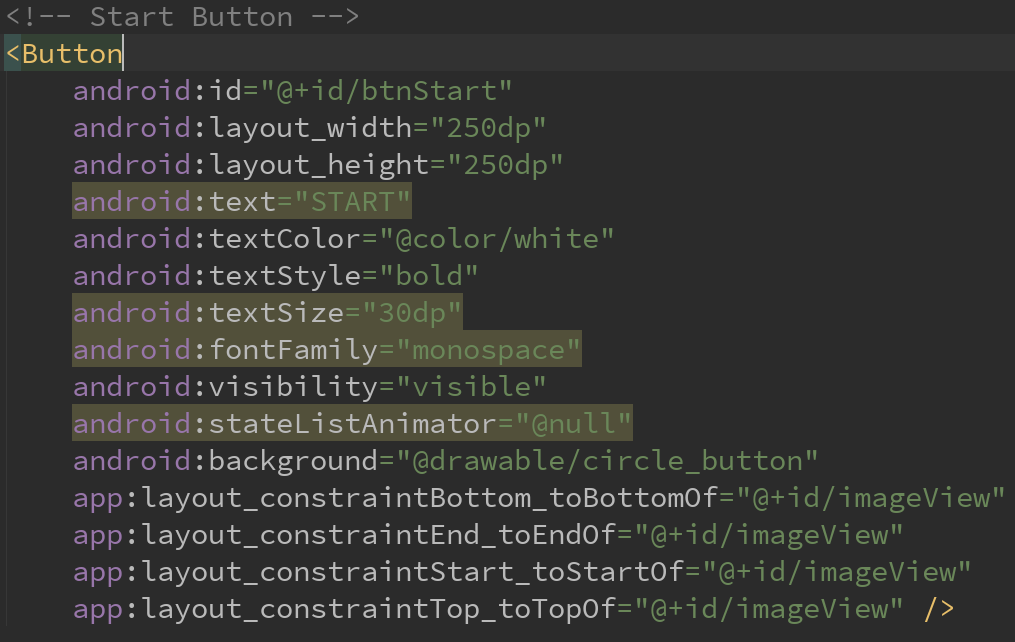 <!-- Start Button -->
<Button
android:id="@+id/btnStart"
android:layout_width="250dp"
android:layout_height="250dp"
android:text="START"
android:textColor="@color/white"
android:textStyle="bold"
android:textSize="30dp"
android:fontFamily="monospace"
android:visibility="visible"
android:stateListAnimator="@null"
android:background="@drawable/circle_button"
app:layout_constraintBottom_toBottomOf="@+id/imageView"
app:layout_constraintEnd_toEndOf="@+id/imageView"
app:layout_constraintStart_toStartOf="@+id/imageView"
app:layout_constraintTop_toTopOf="@+id/imageView" />